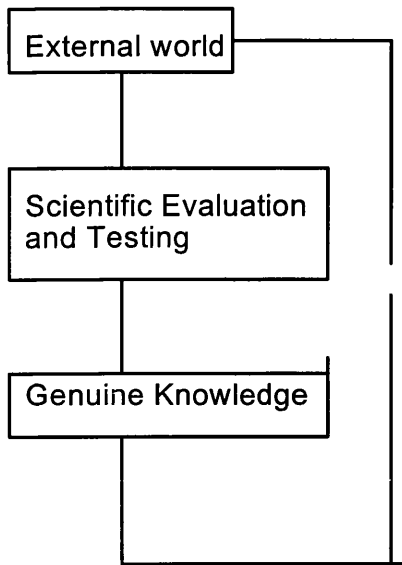 External world
Scientific Evaluation
and Testing
Genuine Knowledge